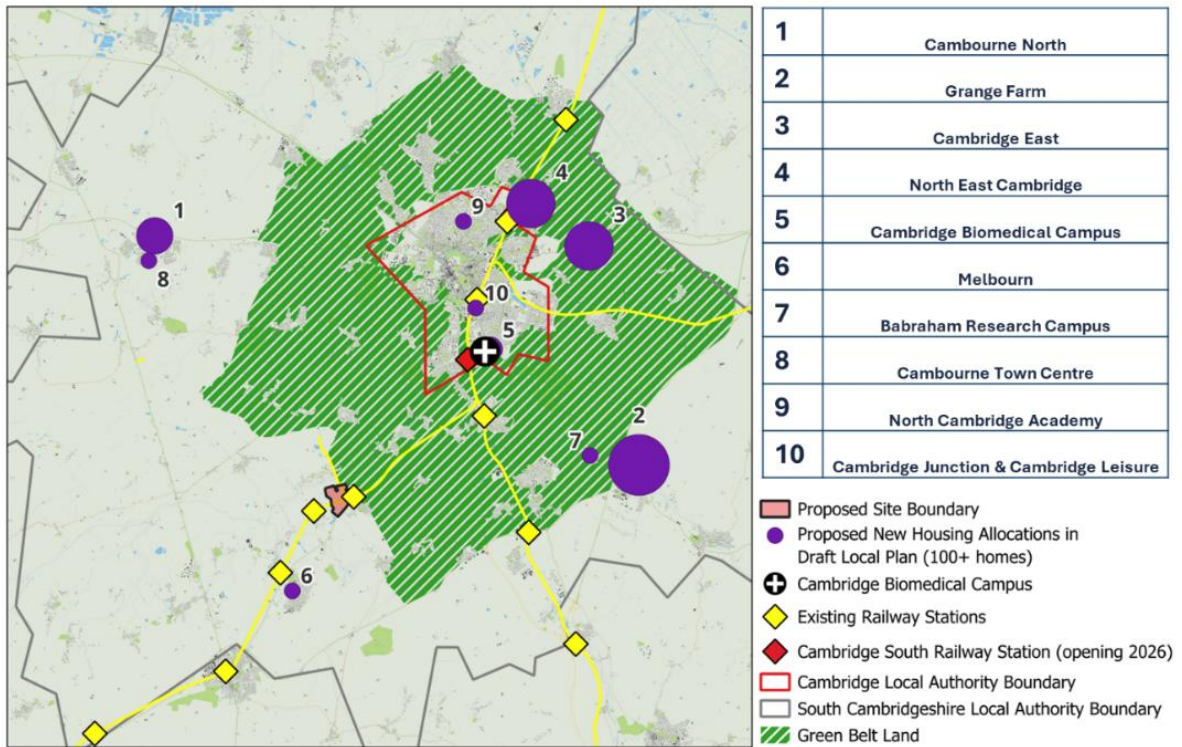 1
8
9
4
3
10
5
7
2
6
1 Cambourne North
2 Grange Farm
3 Cambridge East
4 North East Cambridge
5 Cambridge Biomedical Campus
6 Melbourn
7 Babraham Research Campus
8 Cambourne Town Centre
9 North Cambridge Academy
10 Cambridge Junction & Cambridge Leisure
Proposed Site Boundary
Proposed New Housing Allocations in
Draft Local Plan (100+ homes)
Cambridge Biomedical Campus
Existing Railway Stations
Cambridge South Railway Station (opening 2026)
Cambridge Local Authority Boundary
South Cambridgeshire Local Authority Boundary
Green Belt Land